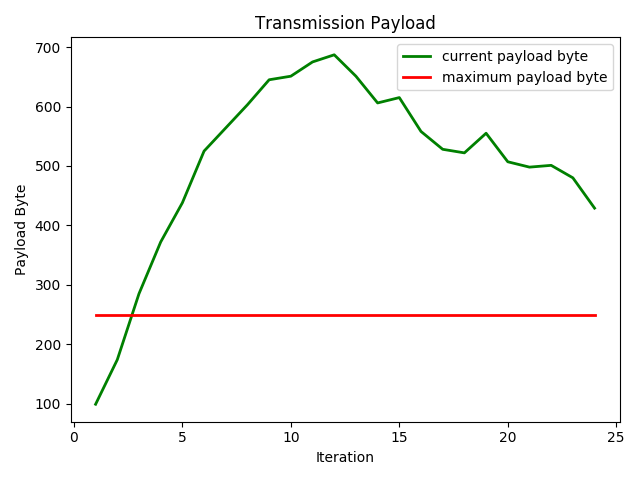 Transmission Payload
current payload byte
maximum payload byte
700
600
500
400
300
200
100
Payload Byte
0 5 10 15 20 25
Iteration